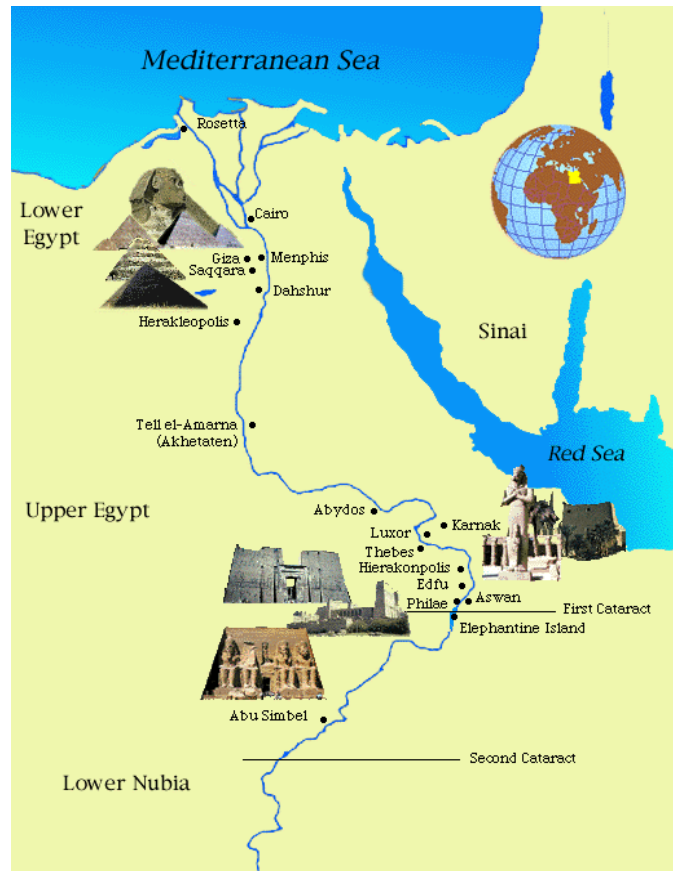 Mediterranean Sea
Rosetta
Lower
Egypt
Cairo
Giza
Menphis
Saqqara
Dahshur
Herakleopolis
Sinai
Tell el-Amarna
(Akhetaten)
Red Sea
Upper Egypt
Abydos
Karnak
Luxor
Thebes
Hierakonpolis
Edfu
Philae
Aswan
First Cataract
Elephantine Island
Abu Simbel
Second Cataract
Lower Nubia